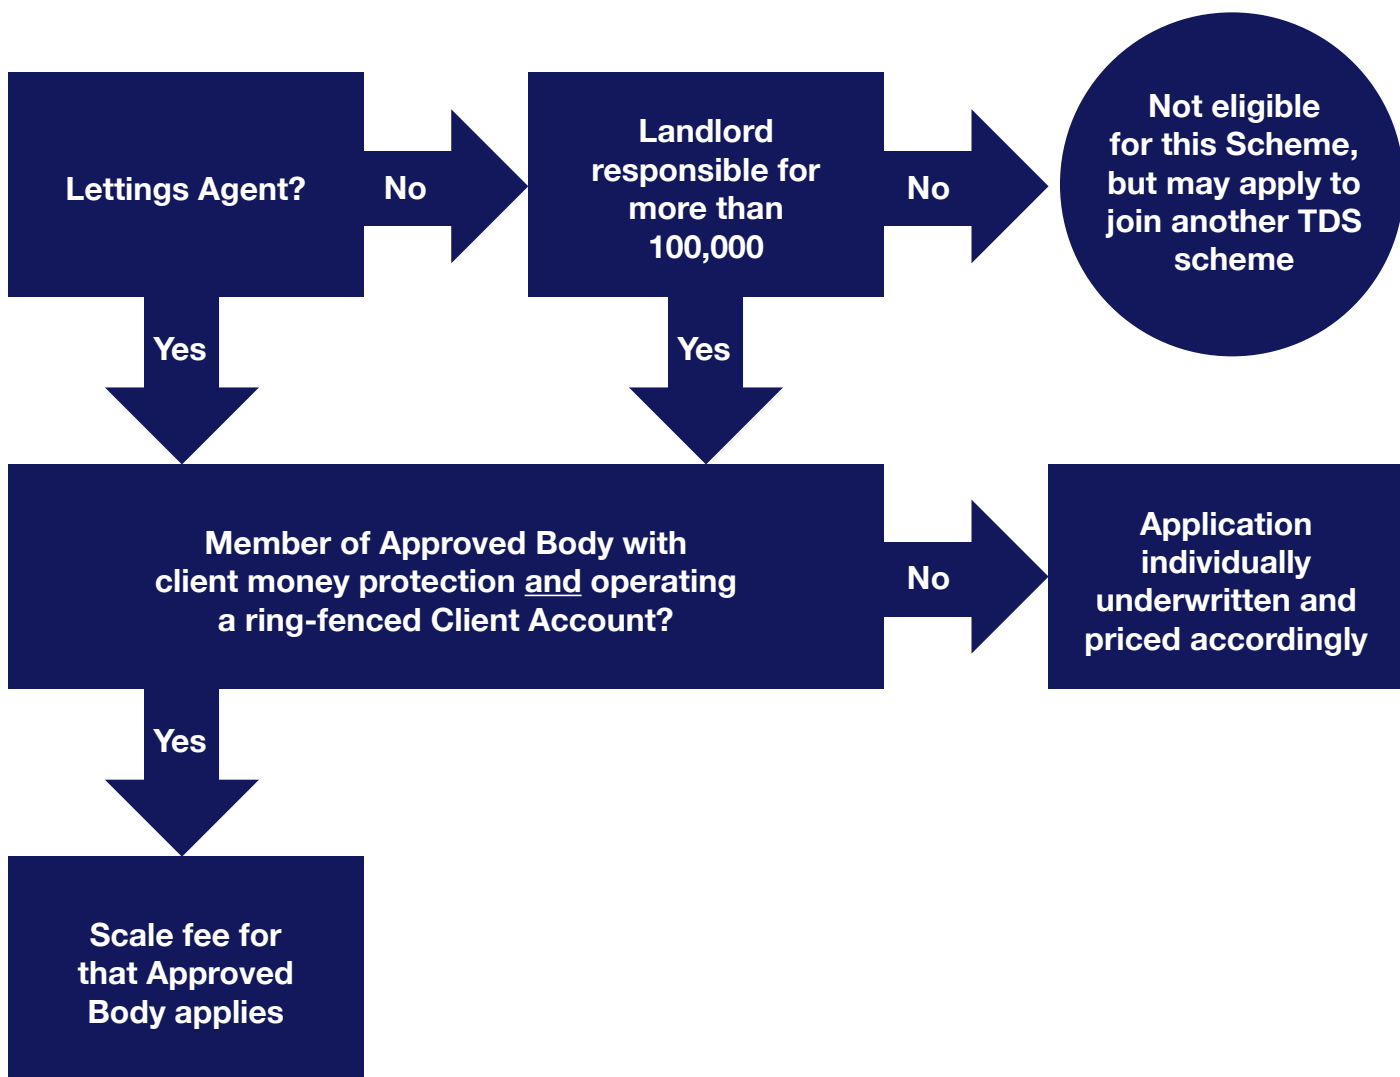 Lettings Agent?
No
Landlord
responsible for
more than
100,000
No
Not eligible
for this Scheme,
but may apply to
join another TDS
scheme
Yes
Yes
Member of Approved Body with
client money protection and operating
a ring-fenced Client Account?
No
Application
individually
underwritten and
priced accordingly
Yes
Scale fee for
that Approved
Body applies